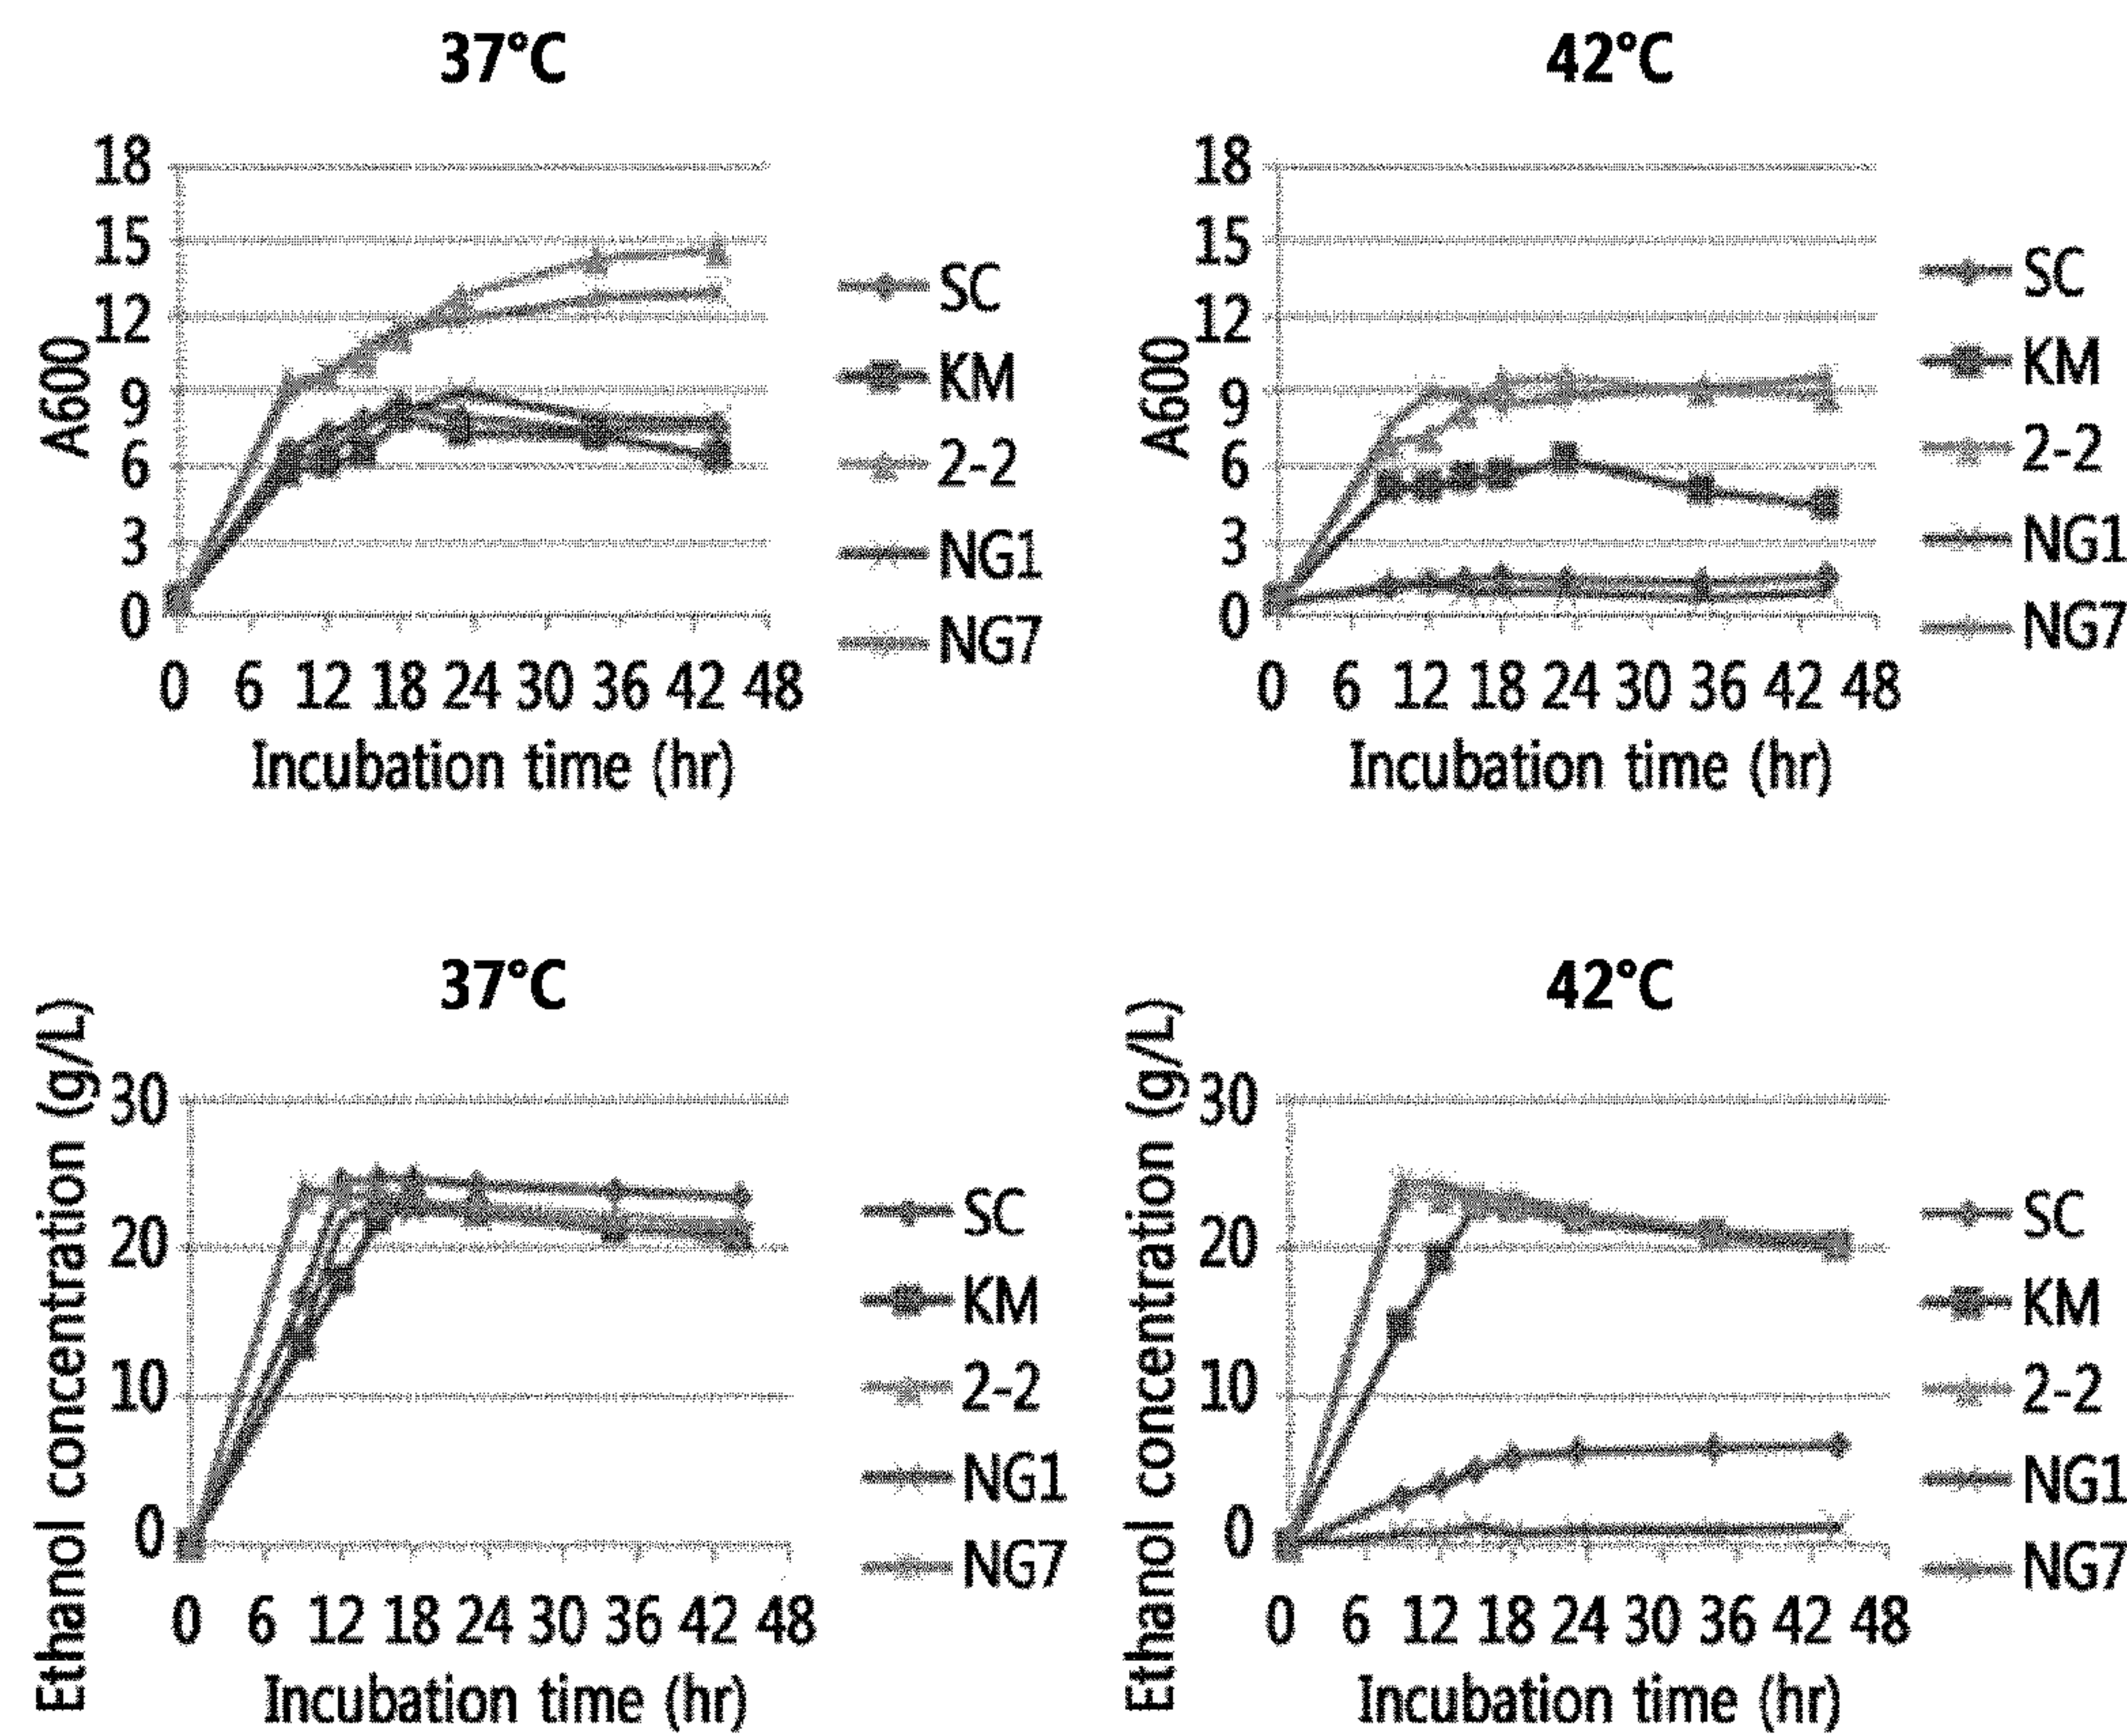 37°C
A600
18
15
12
9
6
3
0
0 6 12 18 24 30 36 42 48
Incubation time (hr)
SC
KM
2-2
NG1
NG7
42°C
A600
18
15
12
9
6
3
0
0 6 12 18 24 30 36 42 48
Incubation time (hr)
SC
KM
2-2
NG1
NG7
37°C
Ethanol concentration (g/L)
30
20
10
0
0 6 12 18 24 30 36 42 48
Incubation time (hr)
SC
KM
2-2
NG1
NG7
42°C
Ethanol concentration (g/L)
30
20
10
0
0 6 12 18 24 30 36 42 48
Incubation time (hr)
SC
KM
2-2
NG1
NG7